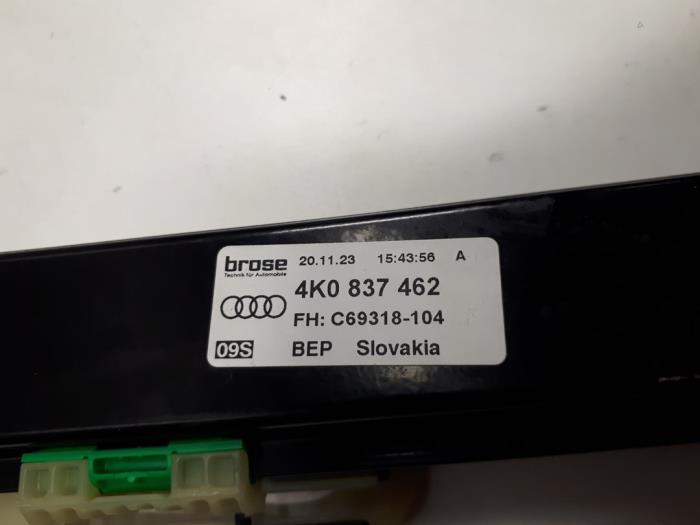 brose 20.11.23 15:43:56 A
Technik für Automobile
4K0 837 462
FH: C69318-104
09S BEP Slovakia